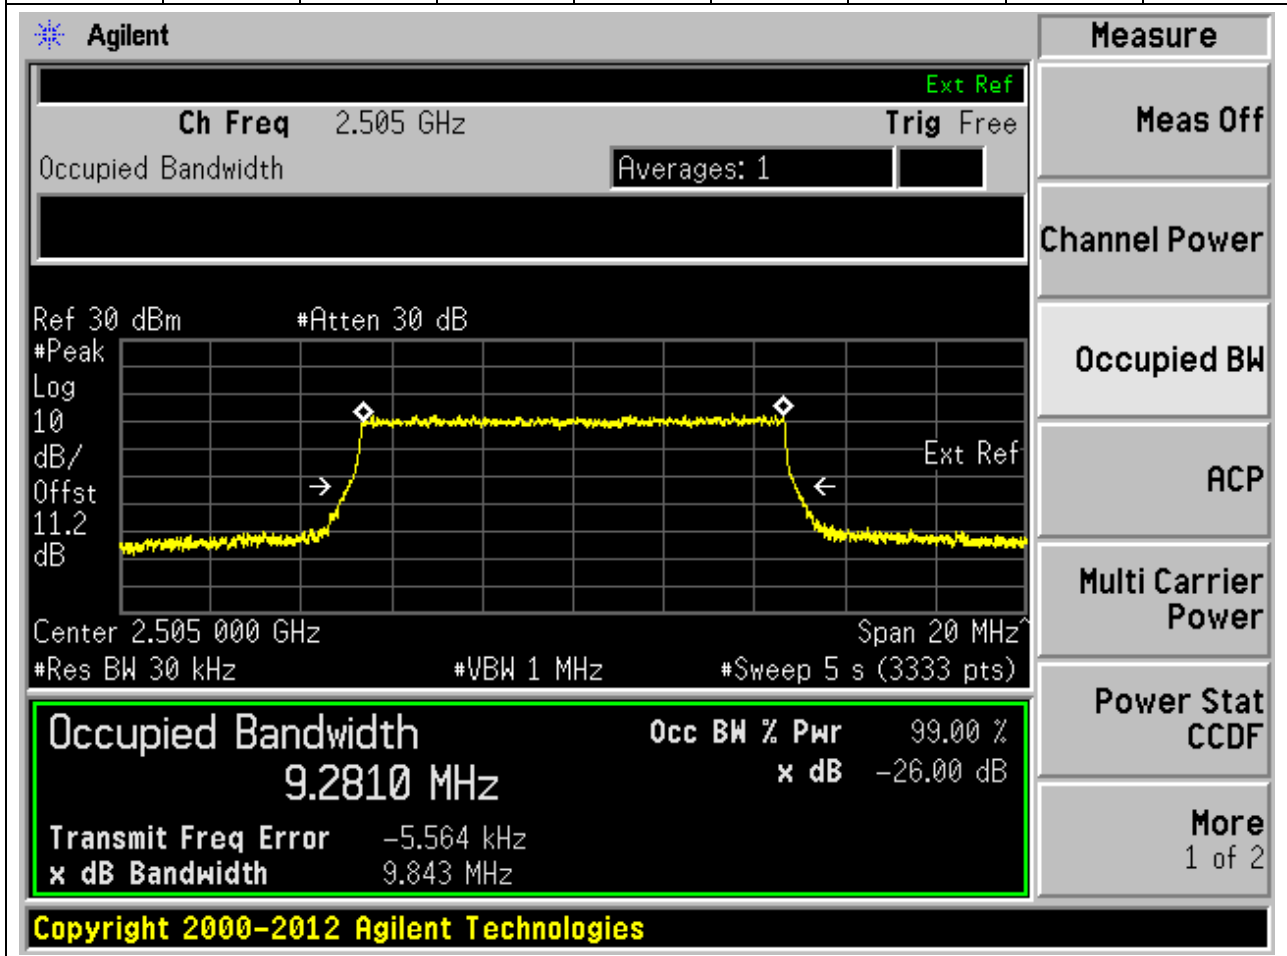 Agilent
Measure
Ext Ref
Ch Freq 2.505 GHz Trig Free
Meas Off
Occupied Bandwidth Averages: 1
Channel Power
Ref 30 dBm #Atten 30 dB
#Peak
Log
10
dB/
Offst
11.2
dB
Ext Ref
Occupied BW
ACP
Center 2.505 000 GHz Span 20 MHz^
#Res BW 30 kHz #VBW 1 MHz #Sweep 5 s (3333 pts)
Multi Carrier
Power
Occupied Bandwidth Occ BW % Pwr 99.00 %
9.2810 MHz x dB -26.00 dB
Transmit Freq Error -5.564 kHz
x dB Bandwidth 9.843 MHz
Power Stat
CCDF
More
1 of 2
Copyright 2000-2012 Agilent Technologies